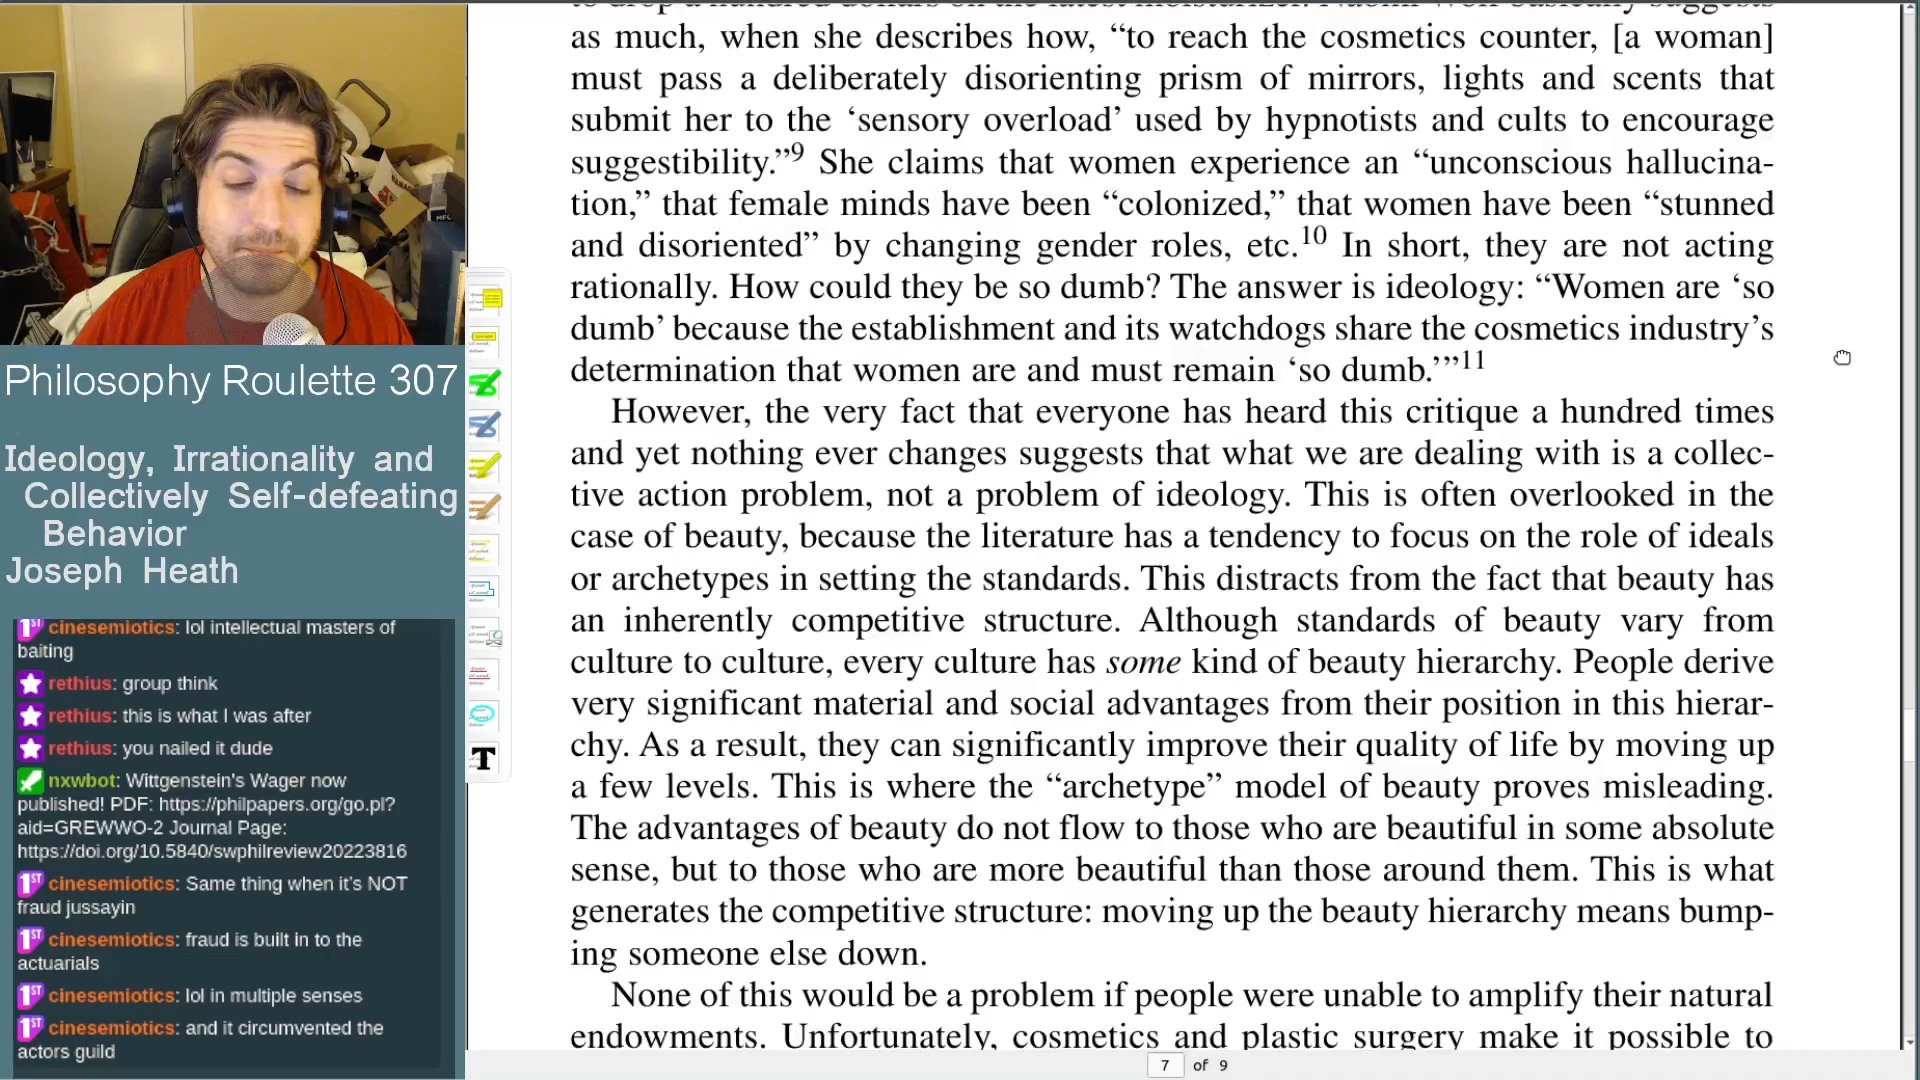 as much, when she describes how, “to reach the cosmetics counter, [a woman]
must pass a deliberately disorienting prism of mirrors, lights and scents that
submit her to the ‘sensory overload’ used by hypnotists and cults to encourage
suggestibility.”9 She claims that women experience an “unconscious hallucina-
tion,” that female minds have been “colonized,” that women have been “stunned
and disoriented” by changing gender roles, etc.10 In short, they are not acting
rationally. How could they be so dumb? The answer is ideology: “Women are ‘so
dumb’ because the establishment and its watchdogs share the cosmetics industry’s
determination that women are and must remain ‘so dumb.’”11
However, the very fact that everyone has heard this critique a hundred times
and yet nothing ever changes suggests that what we are dealing with is a collec-
tive action problem, not a problem of ideology. This is often overlooked in the
case of beauty, because the literature has a tendency to focus on the role of ideals
or archetypes in setting the standards. This distracts from the fact that beauty has
an inherently competitive structure. Although standards of beauty vary from
culture to culture, every culture has some kind of beauty hierarchy. People derive
very significant material and social advantages from their position in this hierar-
chy. As a result, they can significantly improve their quality of life by moving up
a few levels. This is where the “archetype” model of beauty proves misleading.
The advantages of beauty do not flow to those who are beautiful in some absolute
sense, but to those who are more beautiful than those around them. This is what
generates the competitive structure: moving up the beauty hierarchy means bump-
ing someone else down.
None of this would be a problem if people were unable to amplify their natural
endowments. Unfortunately, cosmetics and plastic surgery make it possible to
7 of 9
T
Philosophy Roulette 307
Ideology, Irrationality and
Collectively Self-defeating
Behavior
Joseph Heath
1ST cinesemiotics: lol intellectual masters of
baiting
rethius: group think
rethius: this is what I was after
rethius: you nailed it dude
nxwbot: Wittgenstein's Wager now
published! PDF: https://philpapers.org/go.pl?
aid=GREWWO-2 Journal Page:
https://doi.org/10.5840/swphilreview20223816
1ST cinesemiotics: Same thing when it's NOT
fraud jussayin
1ST cinesemiotics: fraud is built in to the
actuarials
1ST cinesemiotics: lol in multiple senses
1ST cinesemiotics: and it circumvented the
actors guild